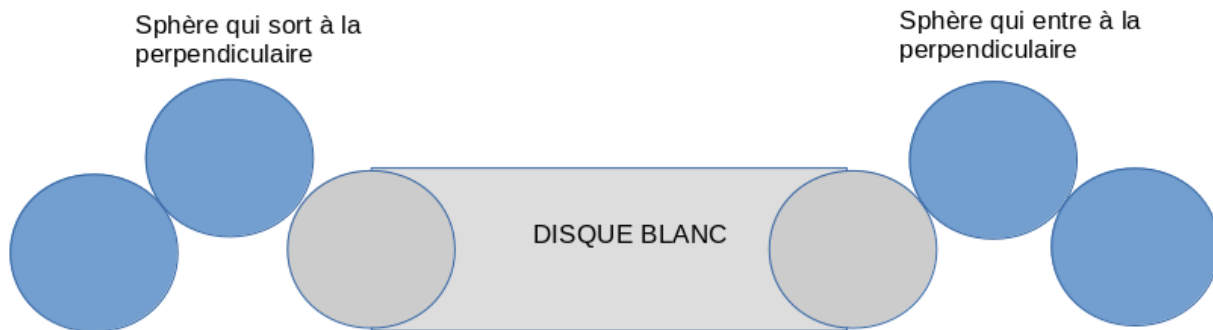 Sphère qui sort à la
perpendiculaire
Sphère qui entre à la
perpendiculaire
DISQUE BLANC